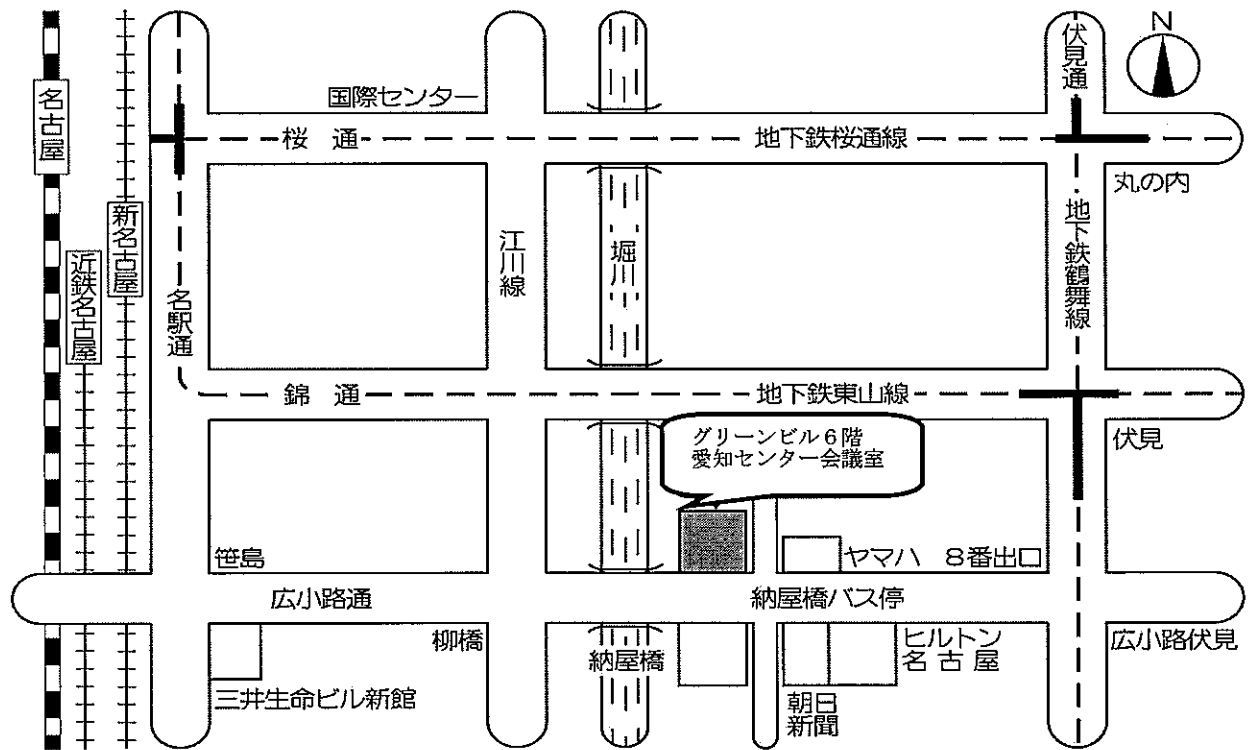 N
伏見通
国際センター
名古屋
桜 通
地下鉄桜通線
丸の内
新名古屋
近鉄名古屋
名駅通
江川線
堀川
地下鉄鶴舞線
錦 通
地下鉄東山線
伏見
グリーンビル6階
愛知センター会議室
笹島
ヤマハ 8番出口
広小路通
納屋橋バス停
柳橋
納屋橋
ヒルトン
名古屋
広小路伏見
三井生命ビル新館
朝日
新聞